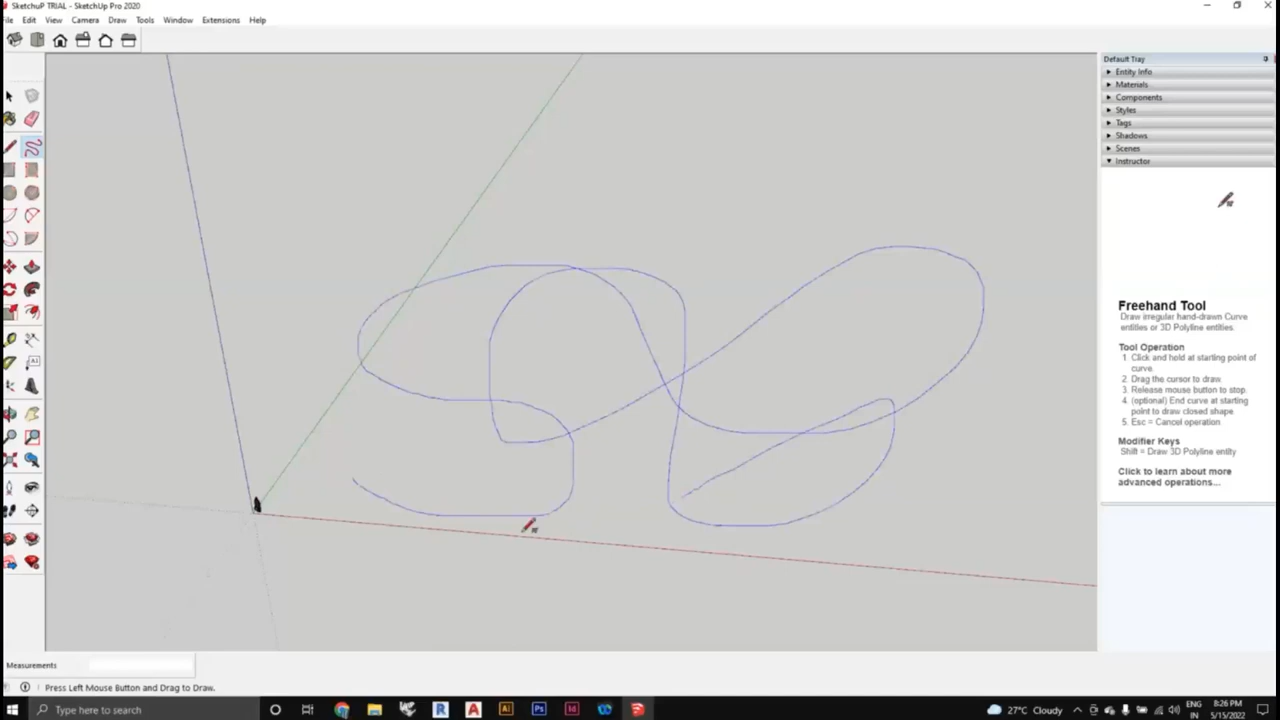 SketchuP TRIAL - SketchUp Pro 2020
File Edit View Camera Draw Tools Window Extensions Help
Default Tray
Entity Info
Materials
Components
Styles
Tags
Shadows
Scenes
Instructor
Freehand Tool
Draw irregular hand-drawn Curve
entities or 3D Polyline entities.
Tool Operation
1. Click and hold at starting point of
curve.
2. Drag the cursor to draw
3. Release mouse button to stop.
4. (optional) End curve at starting
point to draw closed shape
5. Esc = Cancel operation
Modifier Keys
Shift = Draw 3D Polyline entity
Click to learn about more
advanced operations...
Measurements
Press Left Mouse Button and Drag to Draw.
Type here to search
R
A
Ai
Ps
Id
27°C Cloudy
ENG
IN
8:26 PM
5/15/2022